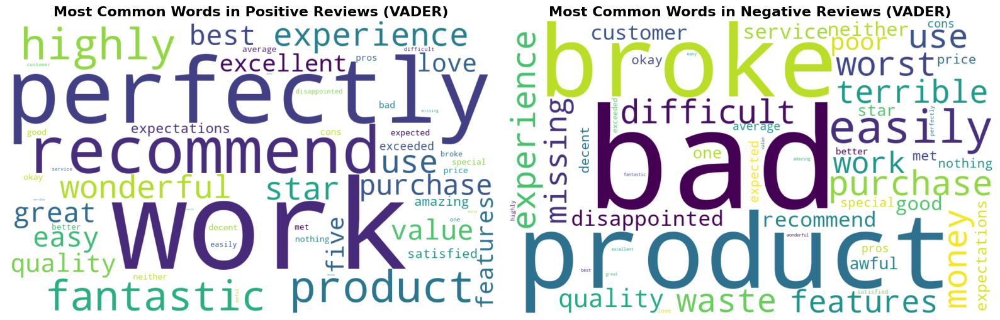 Most Common Words in Positive Reviews (VADER)
highly
best
experience
average
difficult
customer
excellent
pros
love
perfectly
disappointed
bad
missing
good
expectations
cons
expected
recommend
exceeded
use
broke
special
price
service
okay
wonderful
star
purchase
great
work
amazing
better
decent
met
one
easy
easily
nothing
five
value
features
satisfied
quality
neither
product
fantastic
awful
Most Common Words in Negative Reviews (VADER)
customer
service
neither
cons
broke
poor
use
okay
easy
worst
price
experience
terrible
missing
exceeded
difficult
star
average
easily
perfectly
decent
bad
one
value
better
met
expected
amazing
work
nothing
fantastic
purchase
special
good
highly
disappointed
recommend
product
wonderful
money
expectations
excellent
pros
best
great
awful
quality
love
waste
satisfied
features